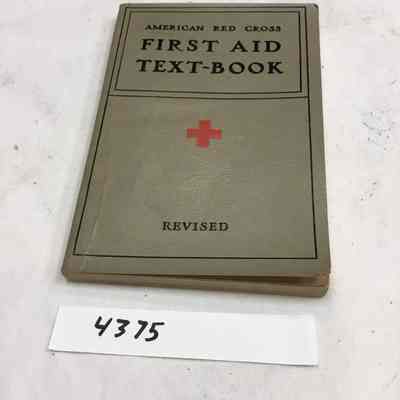 AMERICAN RED CROSS
FIRST AID
TEXT-BOOK
REVISED
4375